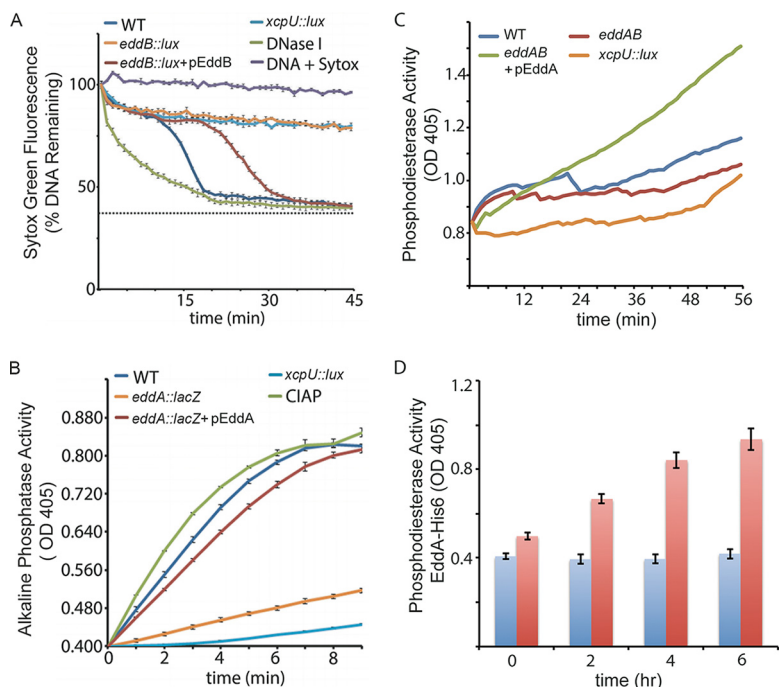 A
WT
eddB::lux
eddB::lux+pEddB
xcpU::lux
DNase I
DNA + Sytox
Sytox Green Fluorescence
(% DNA Remaining)
100
50
0
15
30
45
time (min)
C
WT
eddAB
+pEddA
eddAB
xcpU::lux
Phosphodiesterase Activity
(OD 405)
1.4
1.2
1.0
0.8
12
24
36
48
56
time (min)
B
WT
eddA::lacZ
eddA::lacZ+pEddA
xcpU::lux
CIAP
Alkaline Phosphatase Activity
( OD 405)
0.880
0.800
0.720
0.640
0.560
0.480
0.400
0
2
4
6
8
time (min)
D
Phosphodiesterase Activity
EddA-His6 (OD 405)
1.2
0.8
0.4
0
0
2
4
6
time (hr)